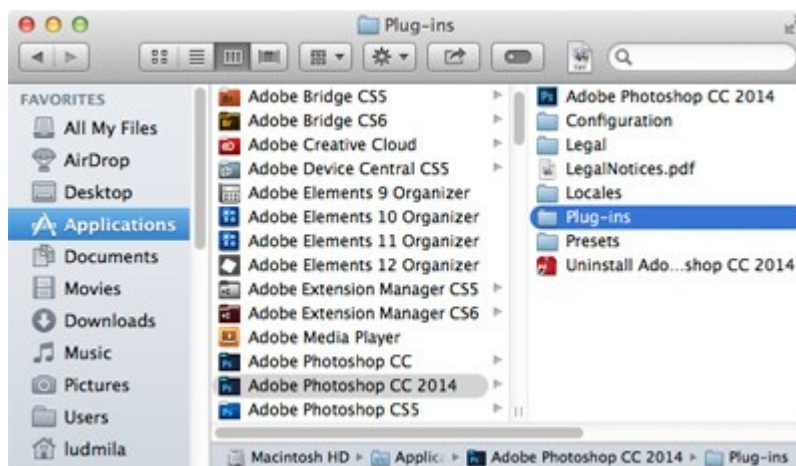 Plug-ins
FAVORITES
All My Files
AirDrop
Desktop
Applications
Documents
Movies
Downloads
Music
Pictures
Users
ludmila
Adobe Bridge CS5
Adobe Bridge CS6
Adobe Creative Cloud
Adobe Device Central CS5
Adobe Elements 9 Organizer
Adobe Elements 10 Organizer
Adobe Elements 11 Organizer
Adobe Elements 12 Organizer
Adobe Extension Manager CS5
Adobe Extension Manager CS6
Adobe Media Player
Adobe Photoshop CC
Adobe Photoshop CC 2014
Adobe Photoshop CS5
Adobe Photoshop CC 2014
Configuration
Legal
LegalNotices.pdf
Locales
Plug-ins
Presets
Uninstall Ado...shop CC 2014
Macintosh HD ▸ Applic ▸ Adobe Photoshop CC 2014 ▸ Plug-ins